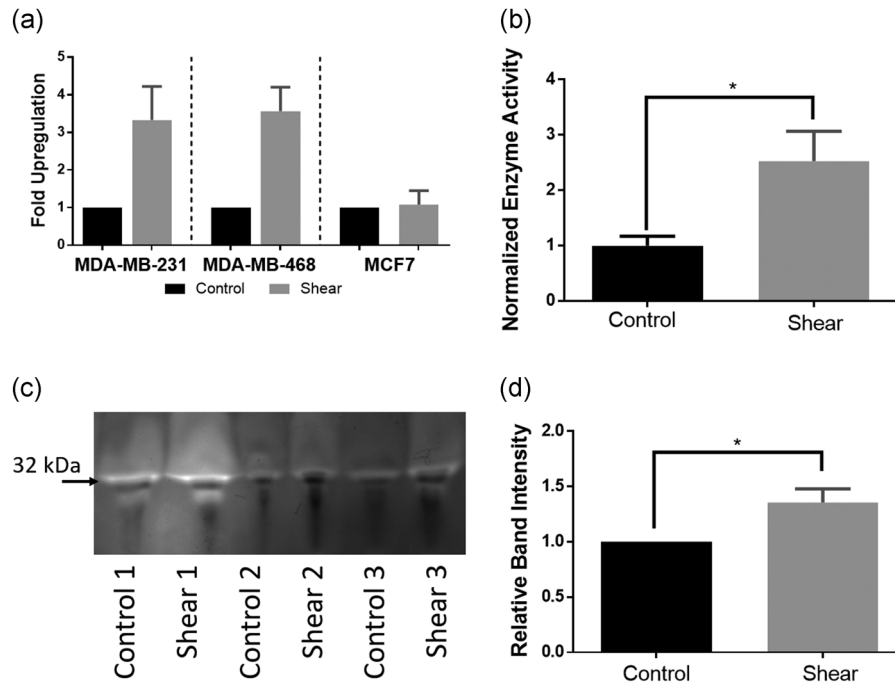 (a)
Fold Upregulation
5
4
3
2
1
0
MDA-MB-231 MDA-MB-468 MCF7
Control Shear
(b)
Normalized Enzyme Activity
4
3
2
1
0
*
Control Shear
(c)
32 kDa
Control 1
Shear 1
Control 2
Shear 2
Control 3
Shear 3
(d)
Relative Band Intensity
2.0
1.5
1.0
0.5
0.0
*
Control Shear